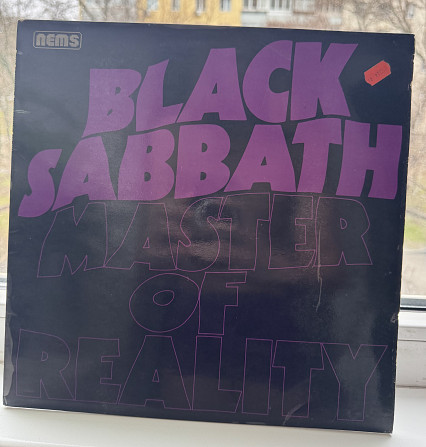 NEMS
BLACK
SABBATH
MASTER
OF
REALITY